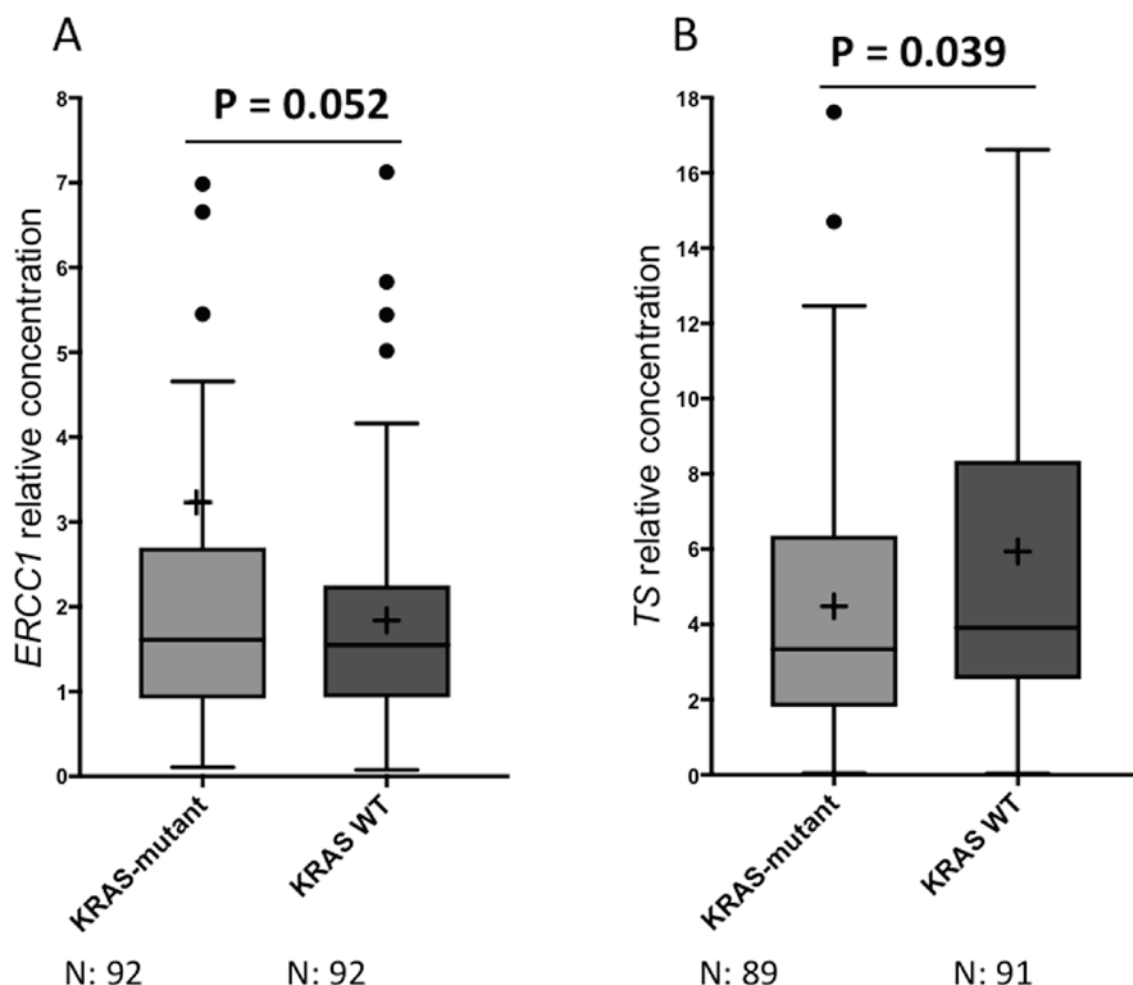 A
P = 0.052
8
7
6
5
4
3
2
1
0
ERCC1 relative concentration
KRAS-mutant
KRAS WT
N: 92
N: 92
B
P = 0.039
18
16
14
12
10
8
6
4
2
0
TS relative concentration
KRAS-mutant
KRAS WT
N: 89
N: 91